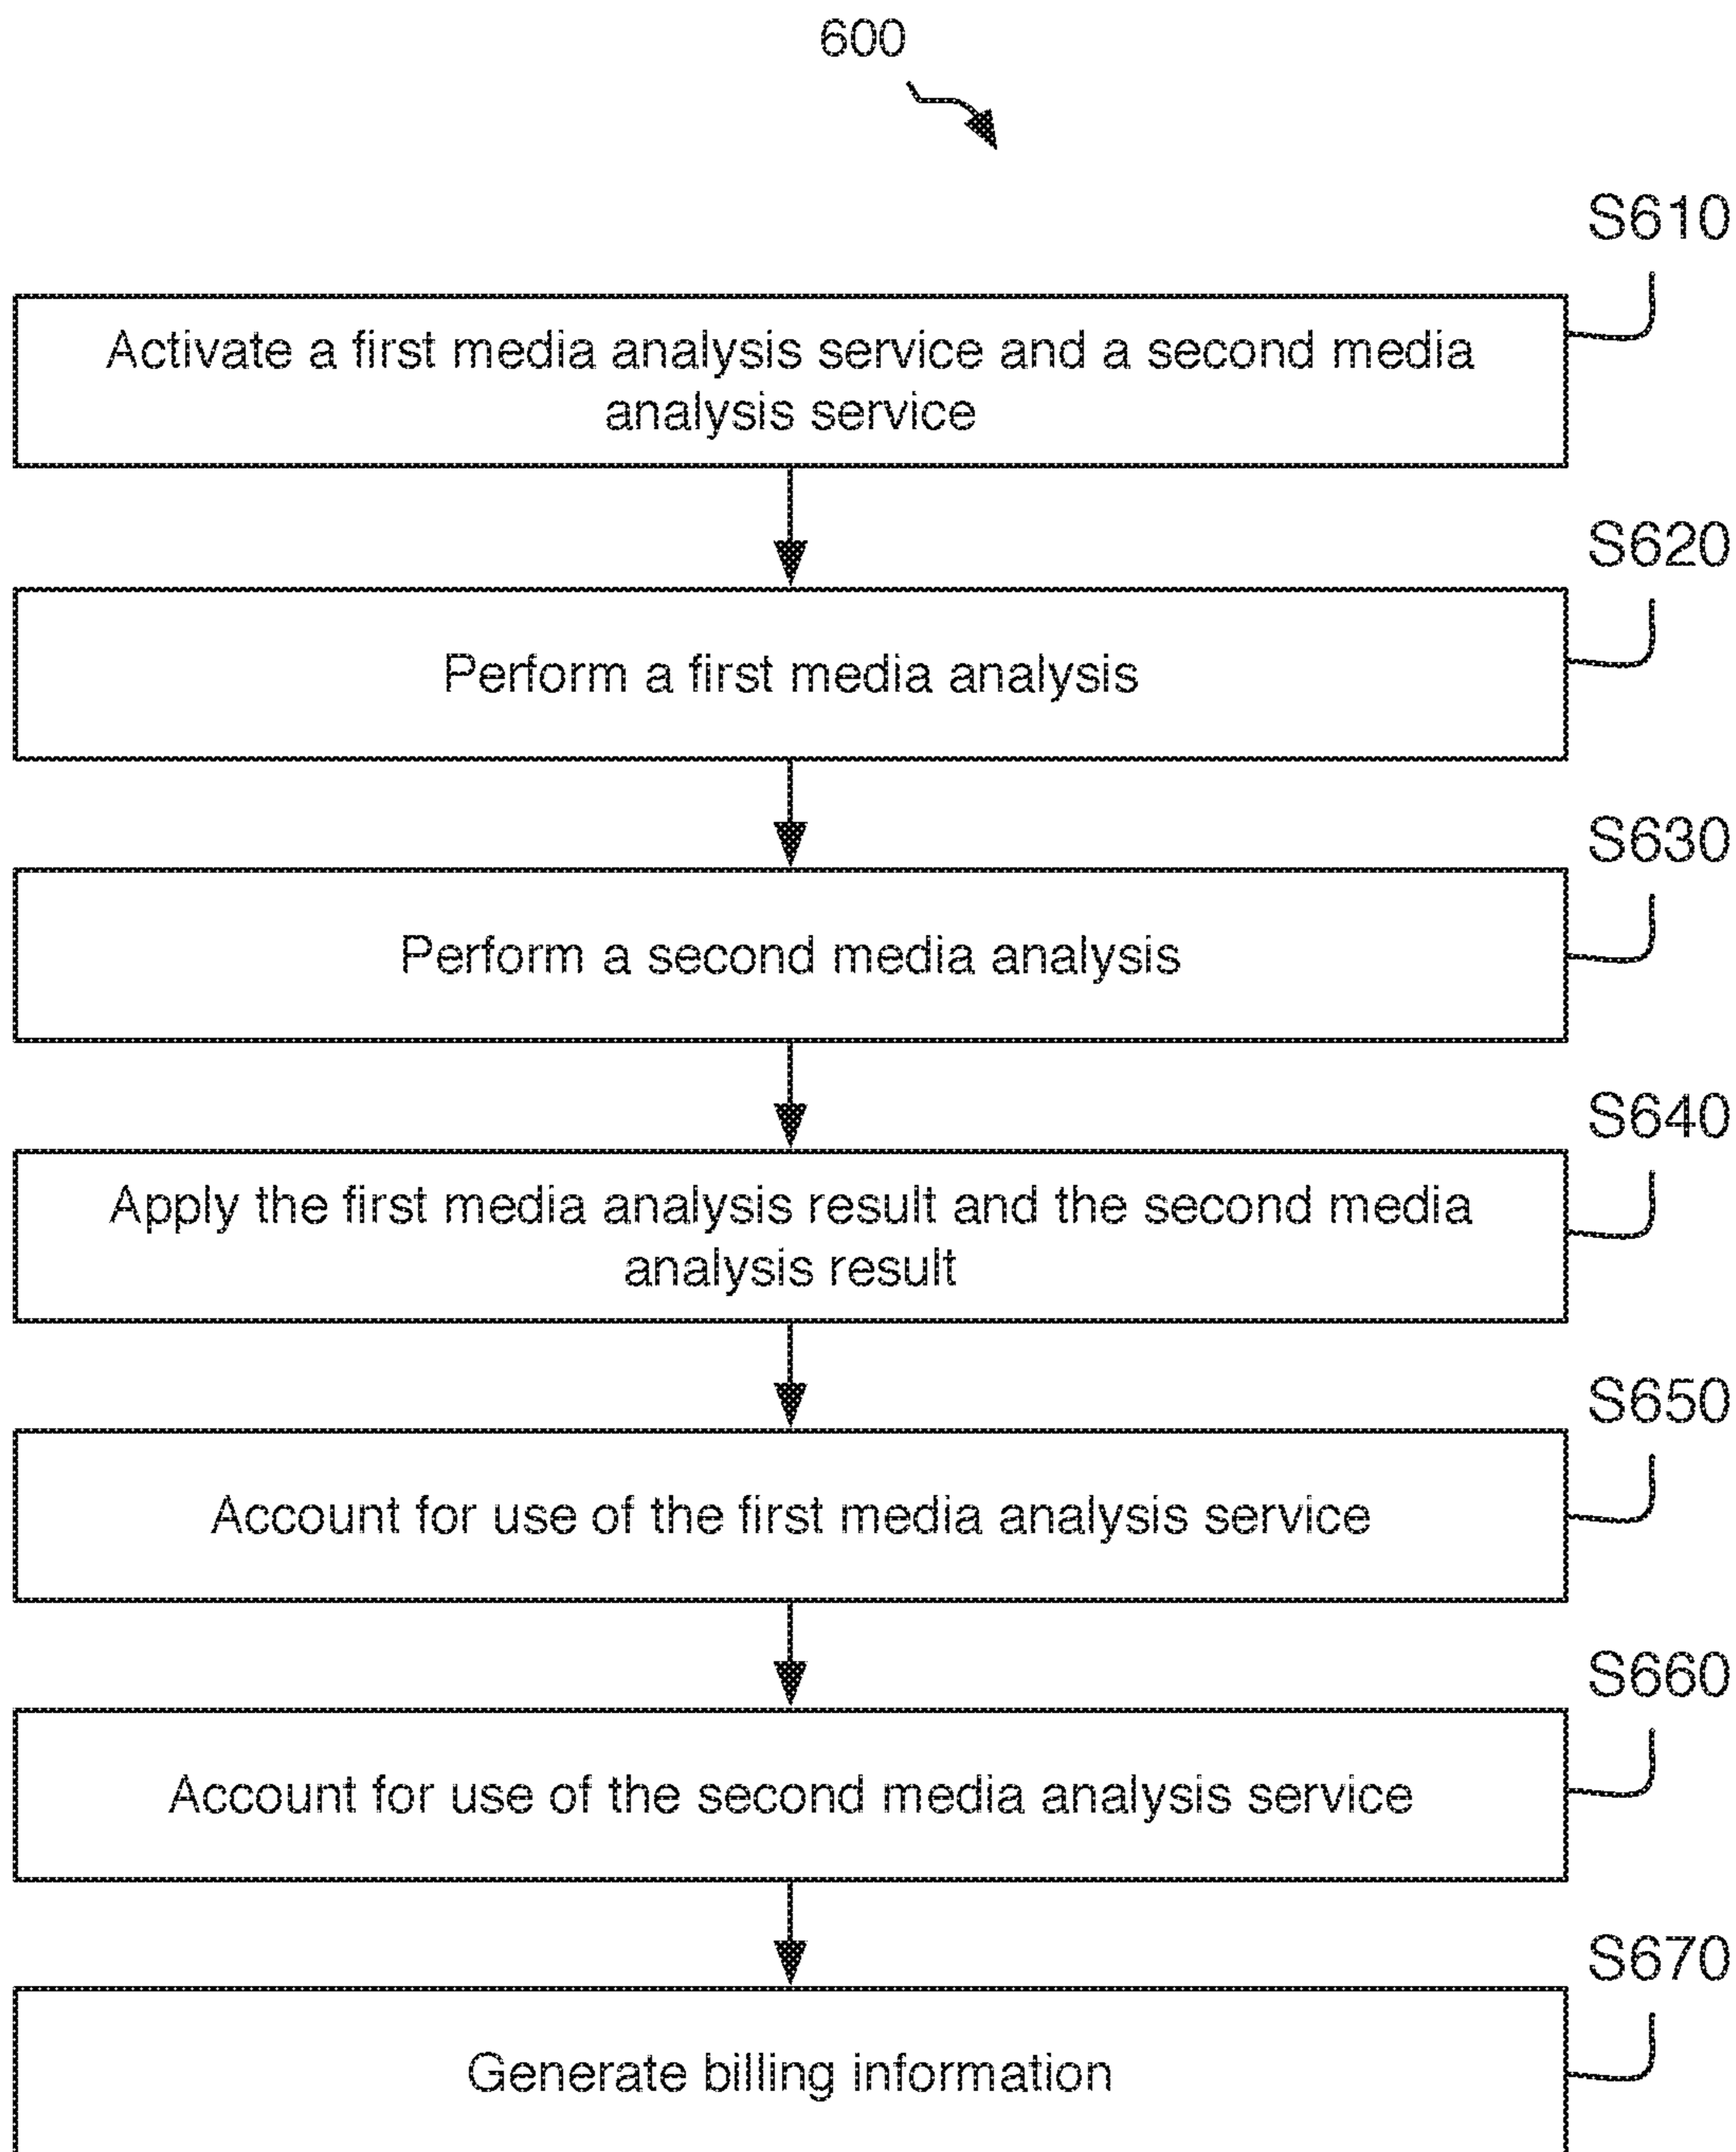 600
S610
Activate a first media analysis service and a second media
analysis service
S620
Perform a first media analysis
S630
Perform a second media analysis
S640
Apply the first media analysis result and the second media
analysis result
S650
Account for use of the first media analysis service
S660
Account for use of the second media analysis service
S670
Generate billing information